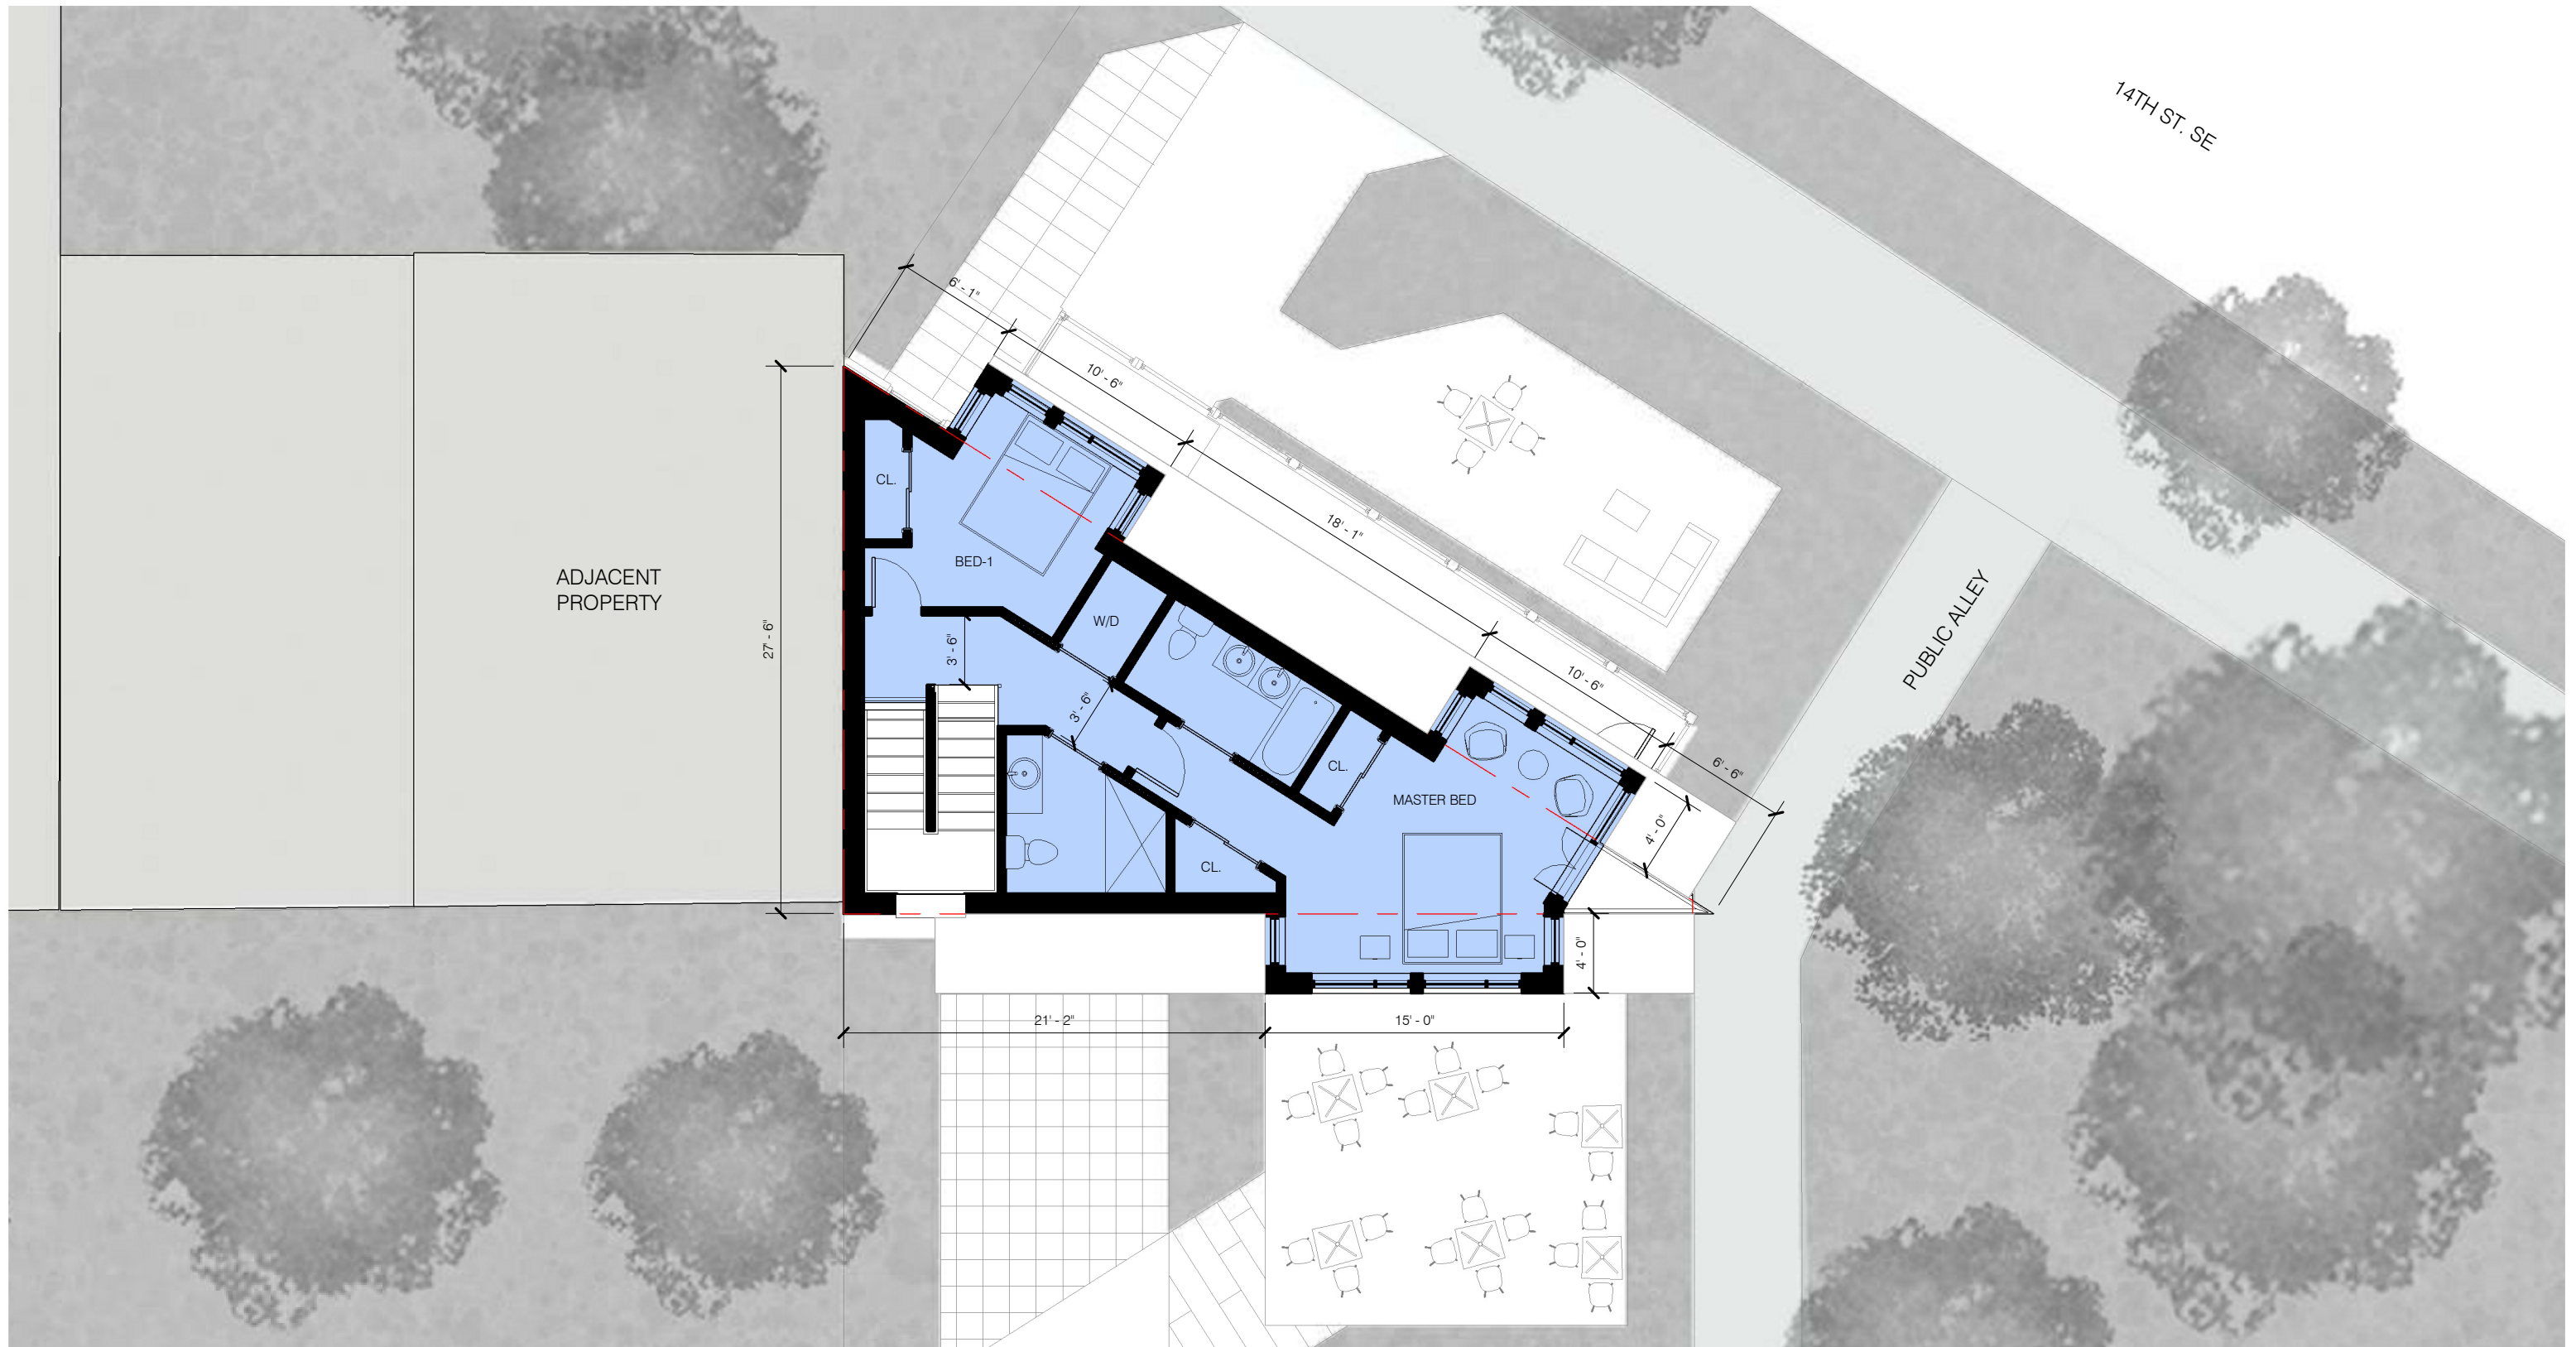 14TH ST. SE
6' - 1"
10' - 6"
18' - 1"
10' - 6"
6' - 6"
4' - 0"
PUBLIC ALLEY
ADJACENT
PROPERTY
27' - 6"
CL.
BED-1
W/D
3' - 6"
3' - 6"
CL.
MASTER BED
CL.
4' - 0"
21' - 2"
15' - 0"